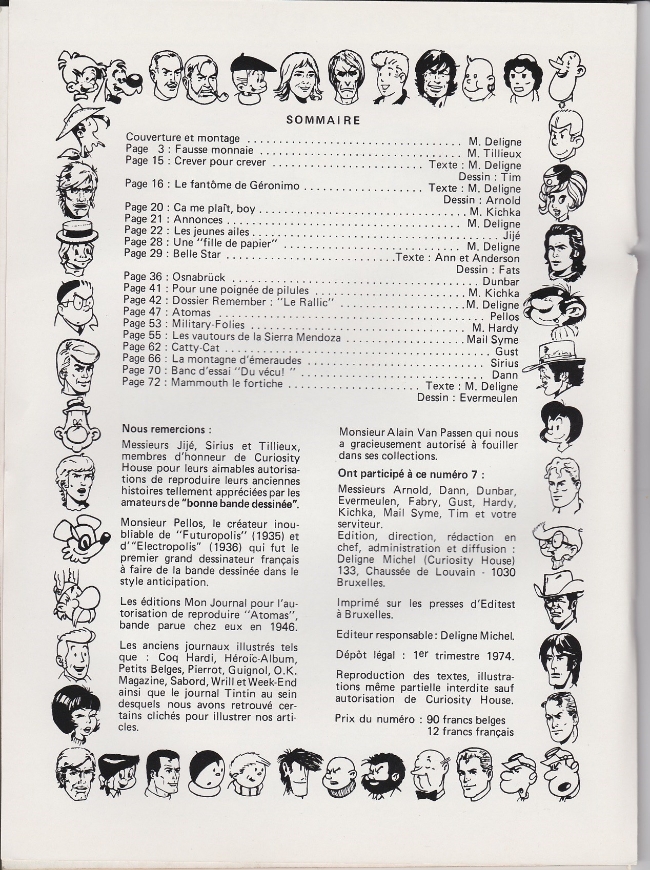 SOMMAIRE
Couverture et montage . . . . . . . . . . . . . . . . . . . . . . . . . . . . . . . M. Deligne
Page 3 : Fausse monnaie . . . . . . . . . . . . . . . . . . . . . . . . . . . . . . M. Tillieux
Page 15 : Crever pour crever . . . . . . . . . . . . . . . . . . . . . . Texte : M. Deligne
Dessin : Tim
Page 16 : Le fantôme de Géronimo . . . . . . . . . . . . . . . . . . Texte : M. Deligne
Dessin : Arnold
Page 20 : Ca me plaît, boy . . . . . . . . . . . . . . . . . . . . . . . . . . . . . M. Kichka
Page 21 : Annonces . . . . . . . . . . . . . . . . . . . . . . . . . . . . . . . . . M. Deligne
Page 22 : Les jeunes ailes . . . . . . . . . . . . . . . . . . . . . . . . . . . . . . . . . Jijé
Page 28 : Une "fille de papier" . . . . . . . . . . . . . . . . . . . . . . . . . M. Deligne
Page 29 : Belle Star . . . . . . . . . . . . . . . . . . . . . . . Texte : Ann et Anderson
Dessin : Fats
Page 36 : Osnabrück . . . . . . . . . . . . . . . . . . . . . . . . . . . . . . . . . . Dunbar
Page 41 : Pour une poignée de pilules . . . . . . . . . . . . . . . . . . . . . M. Kichka
Page 42 : Dossier Remember : "Le Rallic" . . . . . . . . . . . . . . . . . . M. Deligne
Page 47 : Atomas . . . . . . . . . . . . . . . . . . . . . . . . . . . . . . . . . . . . . Pellos
Page 53 : Military-Folies . . . . . . . . . . . . . . . . . . . . . . . . . . . . . . M. Hardy
Page 55 : Les vautours de la Sierra Mendoza . . . . . . . . . . . . . . . . Mail Syme
Page 62 : Catty-Cat . . . . . . . . . . . . . . . . . . . . . . . . . . . . . . . . . . . . Gust
Page 66 : La montagne d'émeraudes . . . . . . . . . . . . . . . . . . . . . . . . Sirius
Page 70 : Banc d'essai "Du vécu! " . . . . . . . . . . . . . . . . . . . . . . . . . . Dann
Page 72 : Mammouth le fortiche . . . . . . . . . . . . . . . . . . . Texte : M. Deligne
Dessin : Evermeulen
Nous remercions :
Messieurs Jijé, Sirius et Tillieux,
membres d'honneur de Curiosity
House pour leurs aimables autorisa-
tions de reproduire leurs anciennes
histoires tellement appréciées par les
amateurs de "bonne bande dessinée".
Monsieur Pellos, le créateur inou-
bliable de "Futuropolis" (1935) et
d'"Electropolis" (1936) qui fut le
premier grand dessinateur français
à faire de la bande dessinée dans le
style anticipation.
Les éditions Mon Journal pour l'au-
torisation de reproduire "Atomas",
bande parue chez eux en 1946.
Les anciens journaux illustrés tels
que : Coq Hardi, Héroïc-Album,
Petits Belges, Pierrot, Guignol, O.K.
Magazine, Sabord, Wrill et Week-End
ainsi que le journal Tintin au sein
desquels nous avons retrouvé cer-
tains clichés pour illustrer nos arti-
cles.
Monsieur Alain Van Passen qui nous
a gracieusement autorisé à fouiller
dans ses collections.
Ont participé à ce numéro 7 :
Messieurs Arnold, Dann, Dunbar,
Evermeulen, Fabry, Gust, Hardy,
Kichka, Mail Syme, Tim et votre
serviteur.
Edition, direction, rédaction en
chef, administration et diffusion :
Deligne Michel (Curiosity House)
133, Chaussée de Louvain - 1030
Bruxelles.
Imprimé sur les presses d'Editest
à Bruxelles.
Editeur responsable : Deligne Michel.
Dépôt légal : 1er trimestre 1974.
Reproduction des textes, illustra-
tions même partielle interdite sauf
autorisation de Curiosity House.
Prix du numéro : 90 francs belges
12 francs français